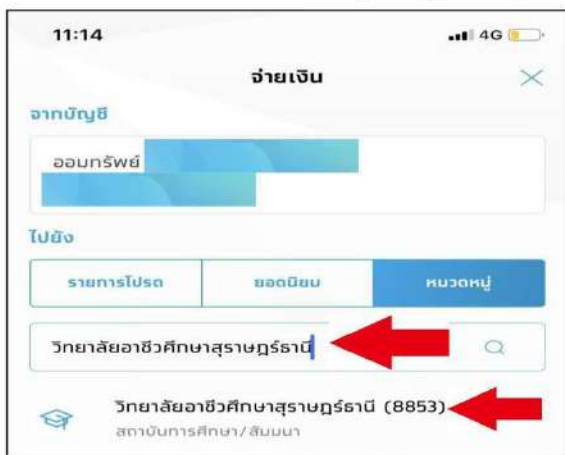 11:14
4G
จ่ายเงิน
จากบัญชี
ออมทรัพย์
ไปยัง
รายการโปรด ยอดนิยม หมวดหมู่
วิทยาลัยอาชีวศึกษาสุราษฎร์ธานี
วิทยาลัยอาชีวศึกษาสุราษฎร์ธานี (8853)
สถาบันการศึกษา/สัมมนา